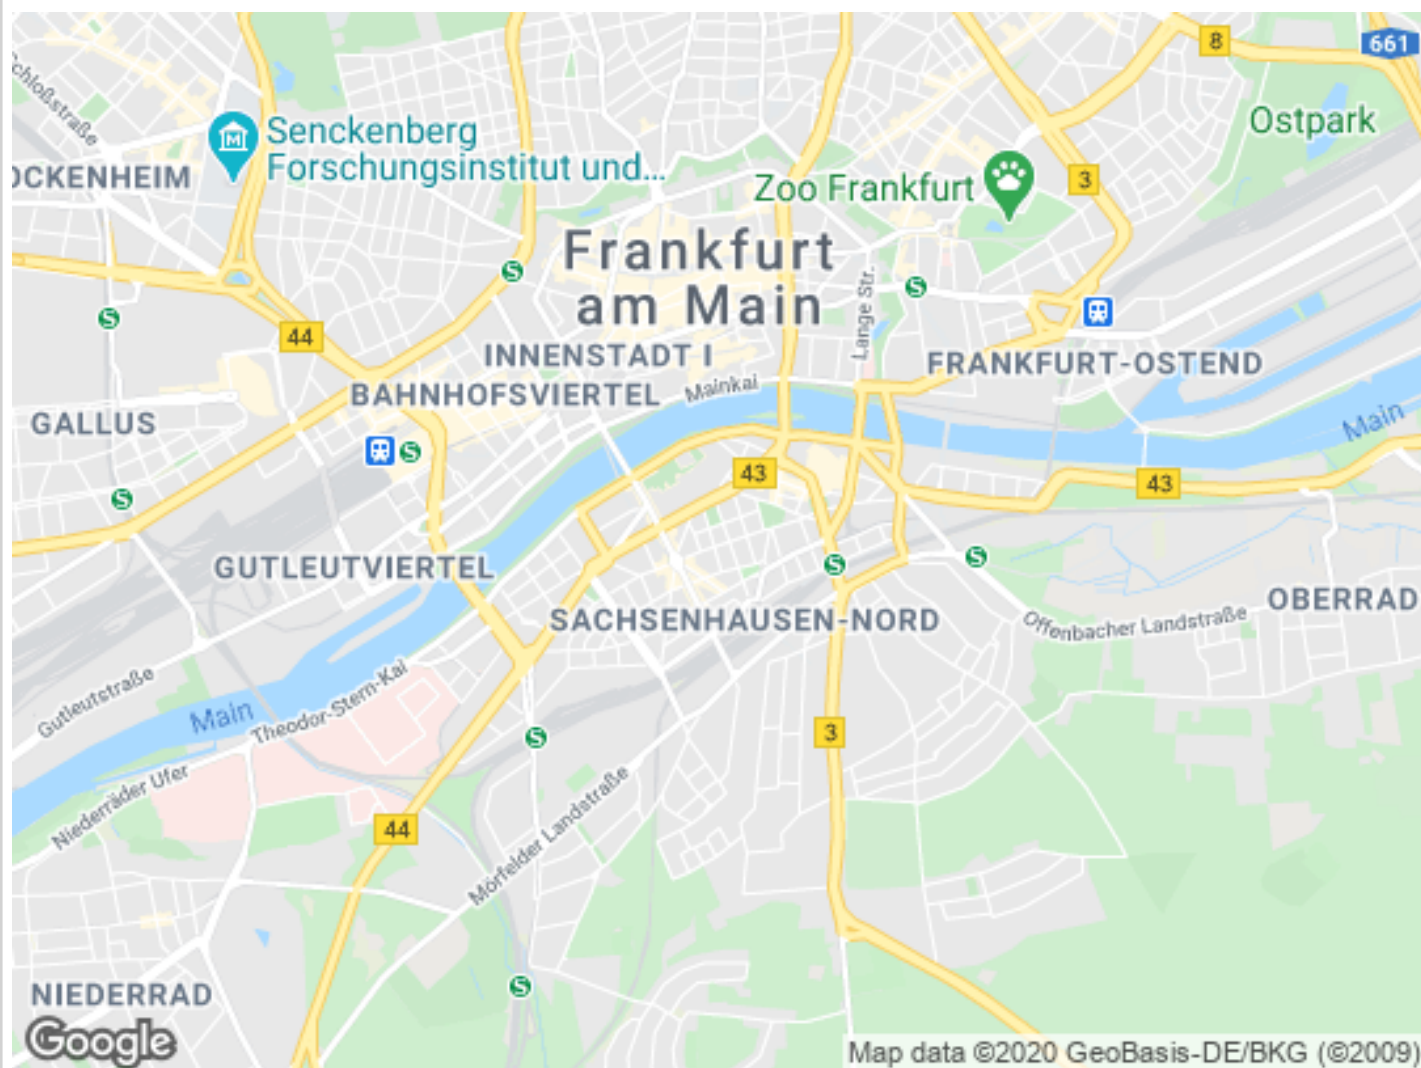 8
661
Schloßstraße
Ostpark
Senckenberg
Forschungsinstitut und...
OCKENHEIM
Zoo Frankfurt
3
Frankfurt
am Main
Lange Str.
S
S
S
44
INNENSTADT I
FRANKFURT-OSTEND
BAHNHOFSVIERTEL
Mainkai
GALLUS
Main
S
43
43
S
GUTLEUTVIERTEL
S
S
SACHSENHAUSEN-NORD
OBERRAD
Offenbacher Landstraße
Gutleutstraße
Main
Theodor-Stern-Kai
S
3
Niederräder Ufer
44
Mörfelder Landstraße
NIEDERRAD
S
Google
Map data ©2020 GeoBasis-DE/BKG (©2009)